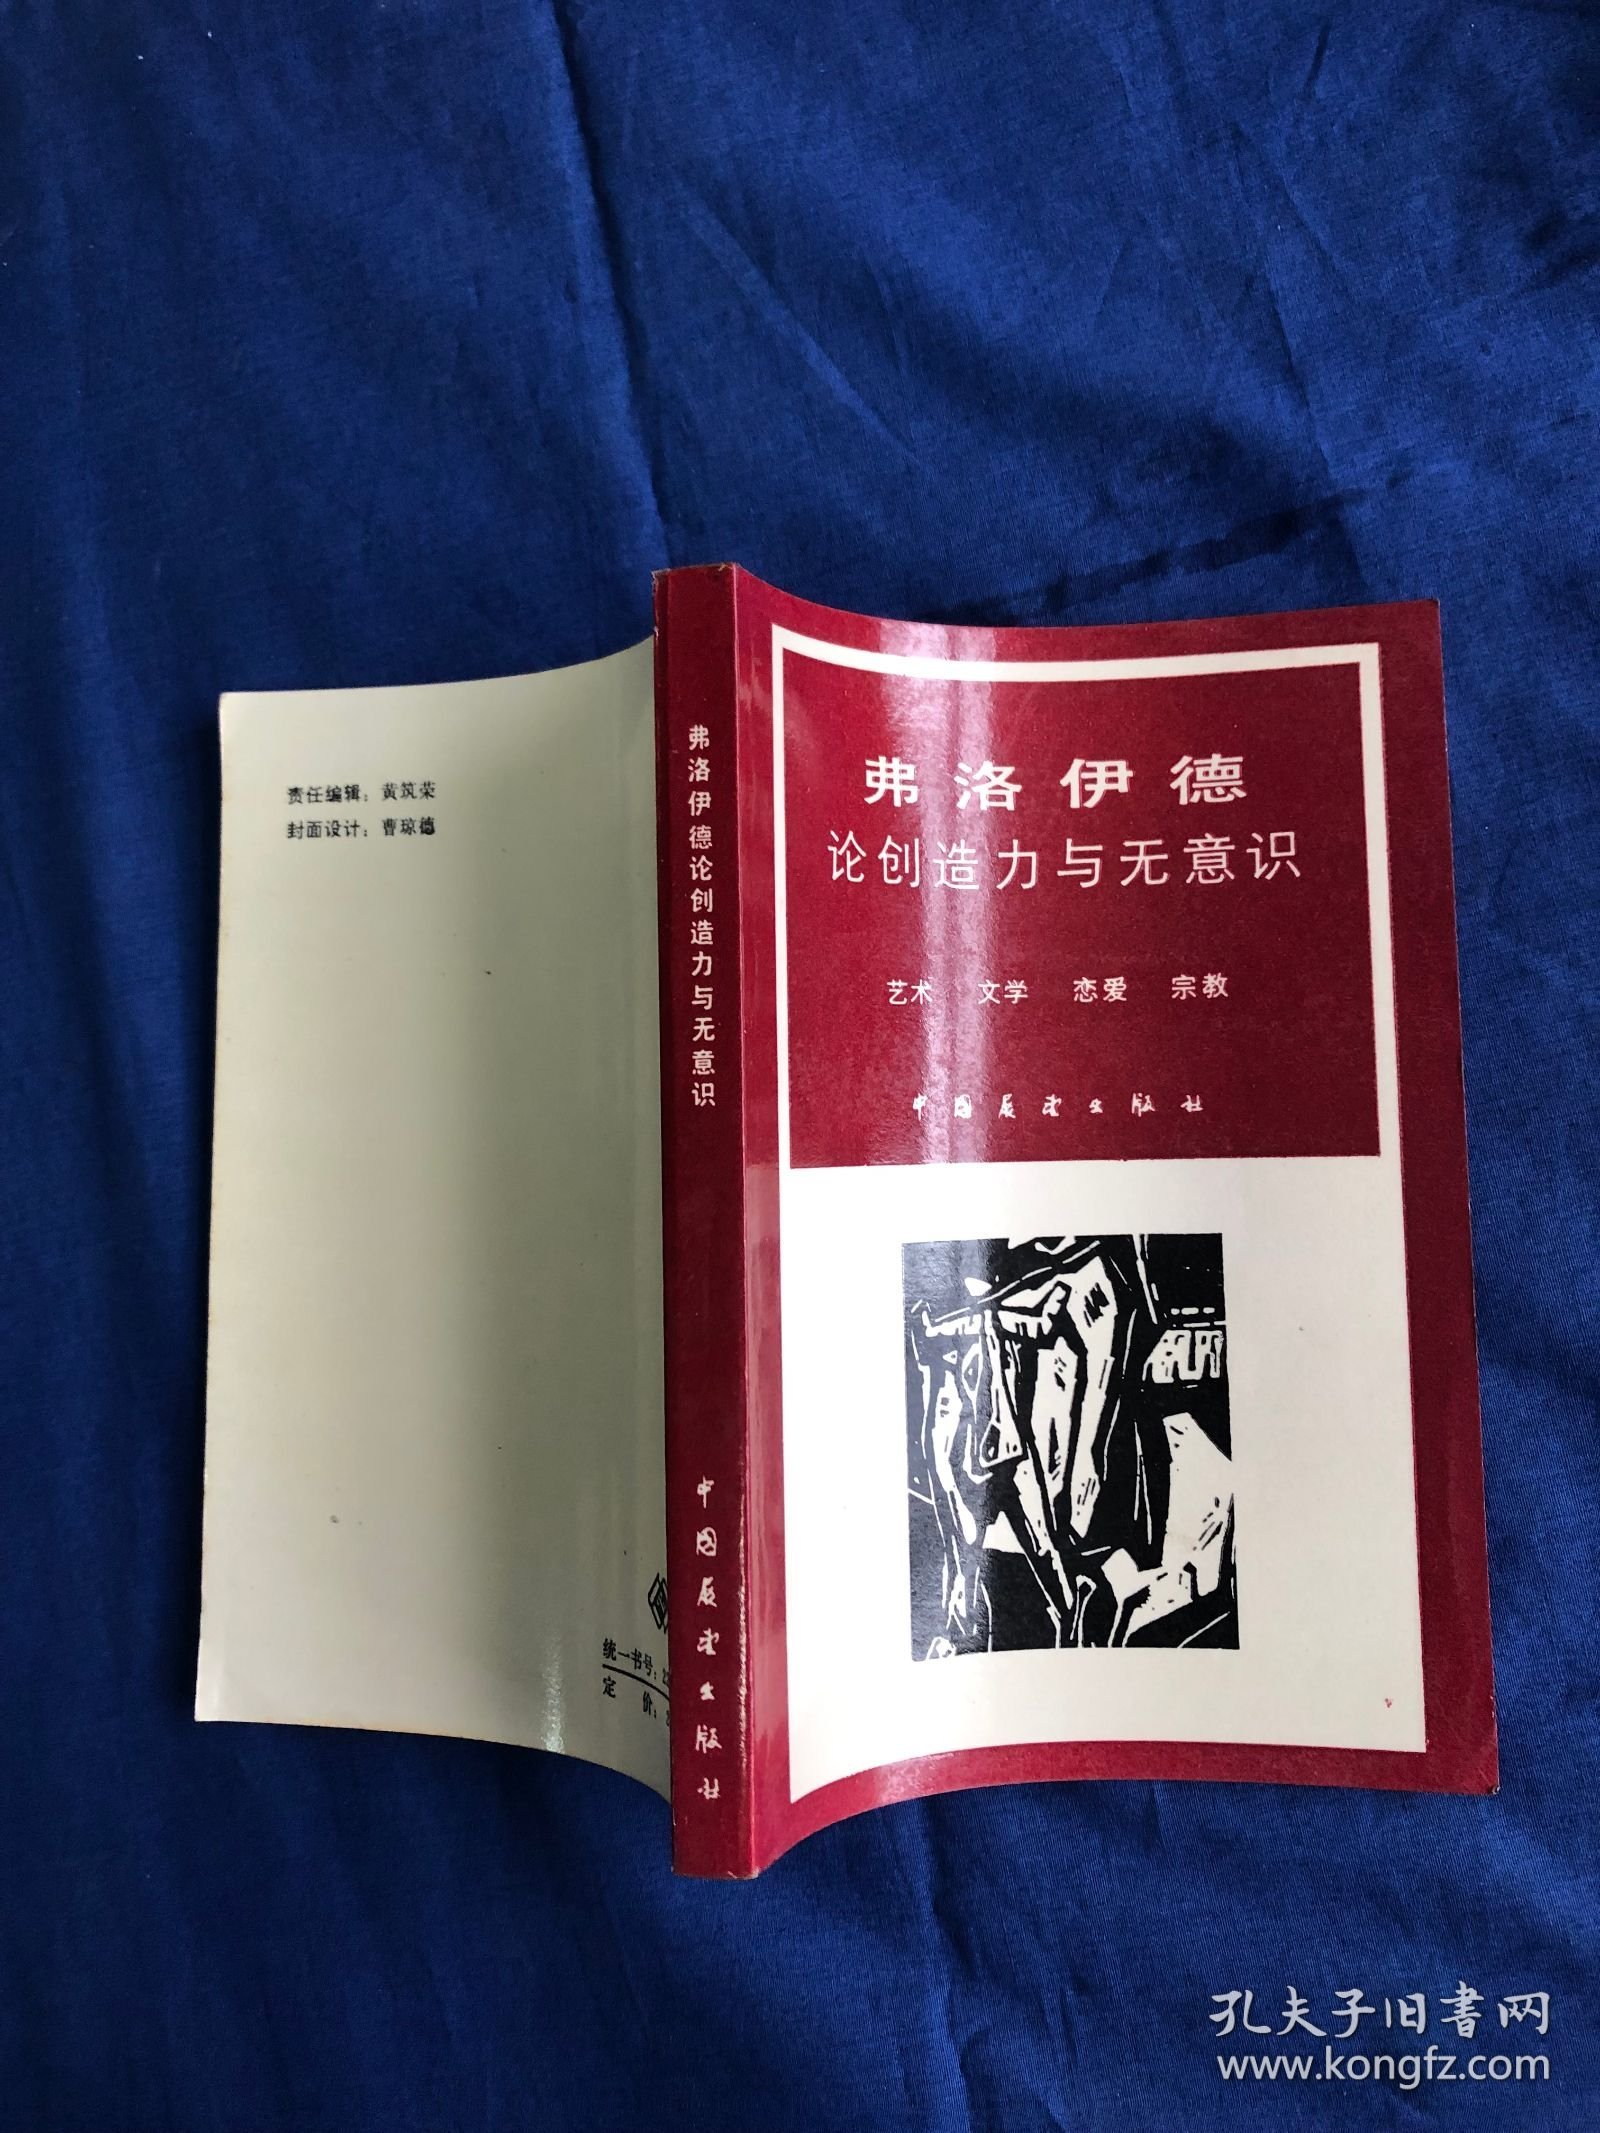 责任编辑：黄筑荣
封面设计：曹琼德
统一书号：22
定 价：2
弗洛伊德论创造力与无意识
中国展望出版社
弗洛伊德
论创造力与无意识
艺术 文学 恋爱 宗教
中国展望出版社
孔夫子旧书网
www.kongfz.com